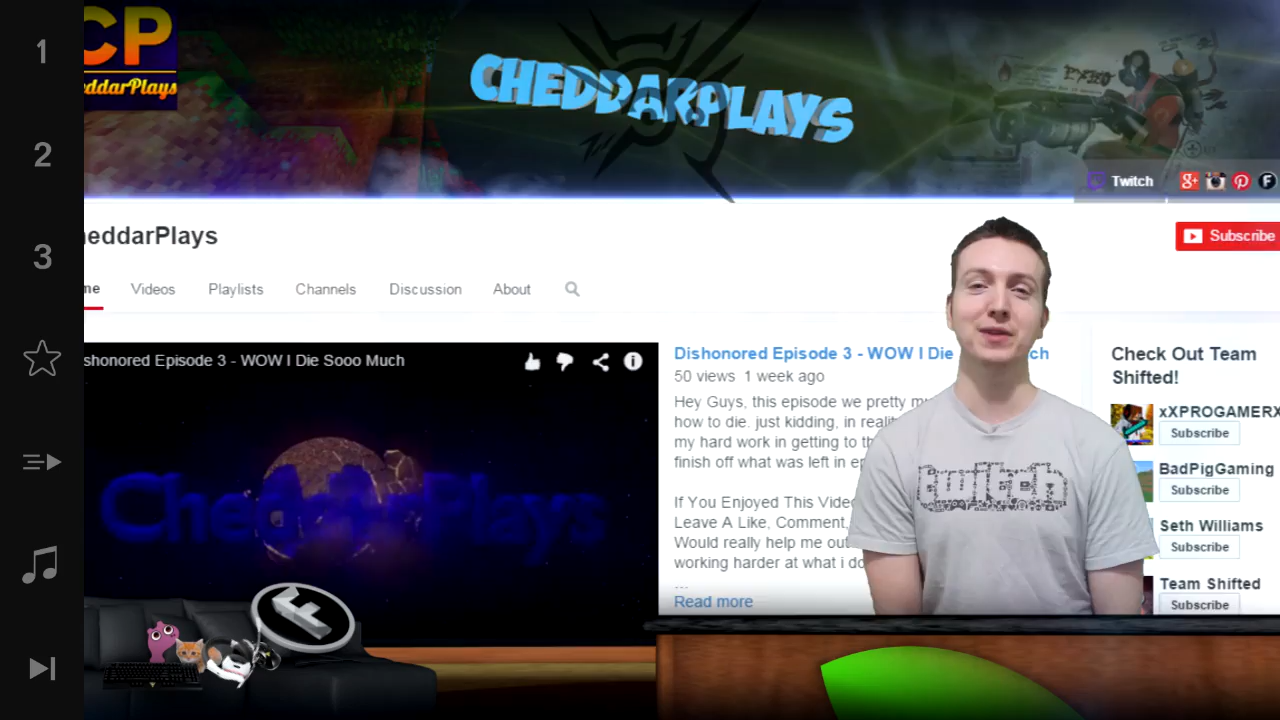 1
2
3
CP
eddarPlays
CHEDDARPLAYS
PYRO
Twitch
heddarPlays
Subscribe
me
Videos
Playlists
Channels
Discussion
About
shonored Episode 3 - WOW I Die Sooo Much
CheddarPlays
Dishonored Episode 3 - WOW I Die
ch
50 views 1 week ago
Hey Guys, this episode we pretty
how to die. just kidding, in
my hard work in getting to
finish off what was left in
If You Enjoyed This Video
Leave A Like, Comment,
Would really help me out
working harder at what i do
...
Read more
twitch
Check Out Team
Shifted!
xXPROGAMERX
Subscribe
BadPigGaming
Subscribe
Seth Williams
Subscribe
Team Shifted
Subscribe
F